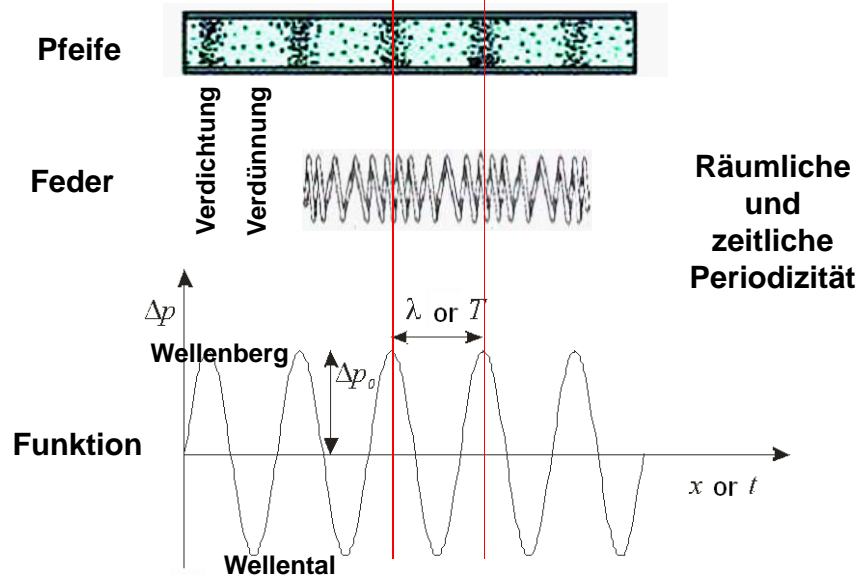 Pfeife
Verdichtung
Verdünnung
Feder
Räumliche
und
zeitliche
Periodizität
Δp
λ or T
Wellenberg
Δp₀
Funktion
x or t
Wellental